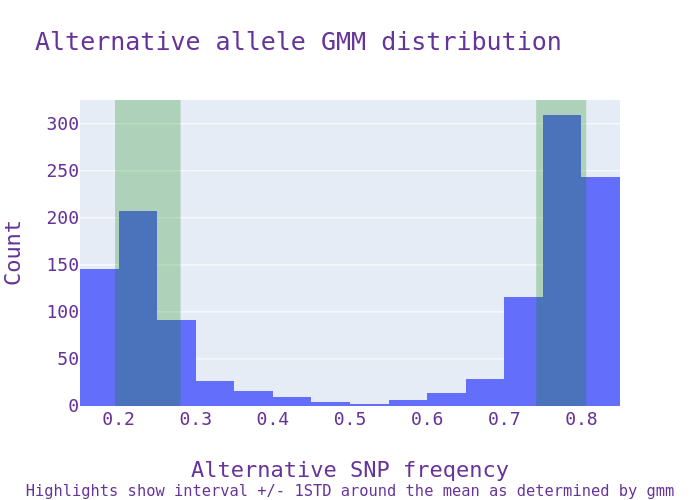 Alternative allele GMM distribution
300
250
200
150
100
50
0
Count
0.2 0.3 0.4 0.5 0.6 0.7 0.8
Alternative SNP freqency
Highlights show interval +/- 1STD around the mean as determined by gmm